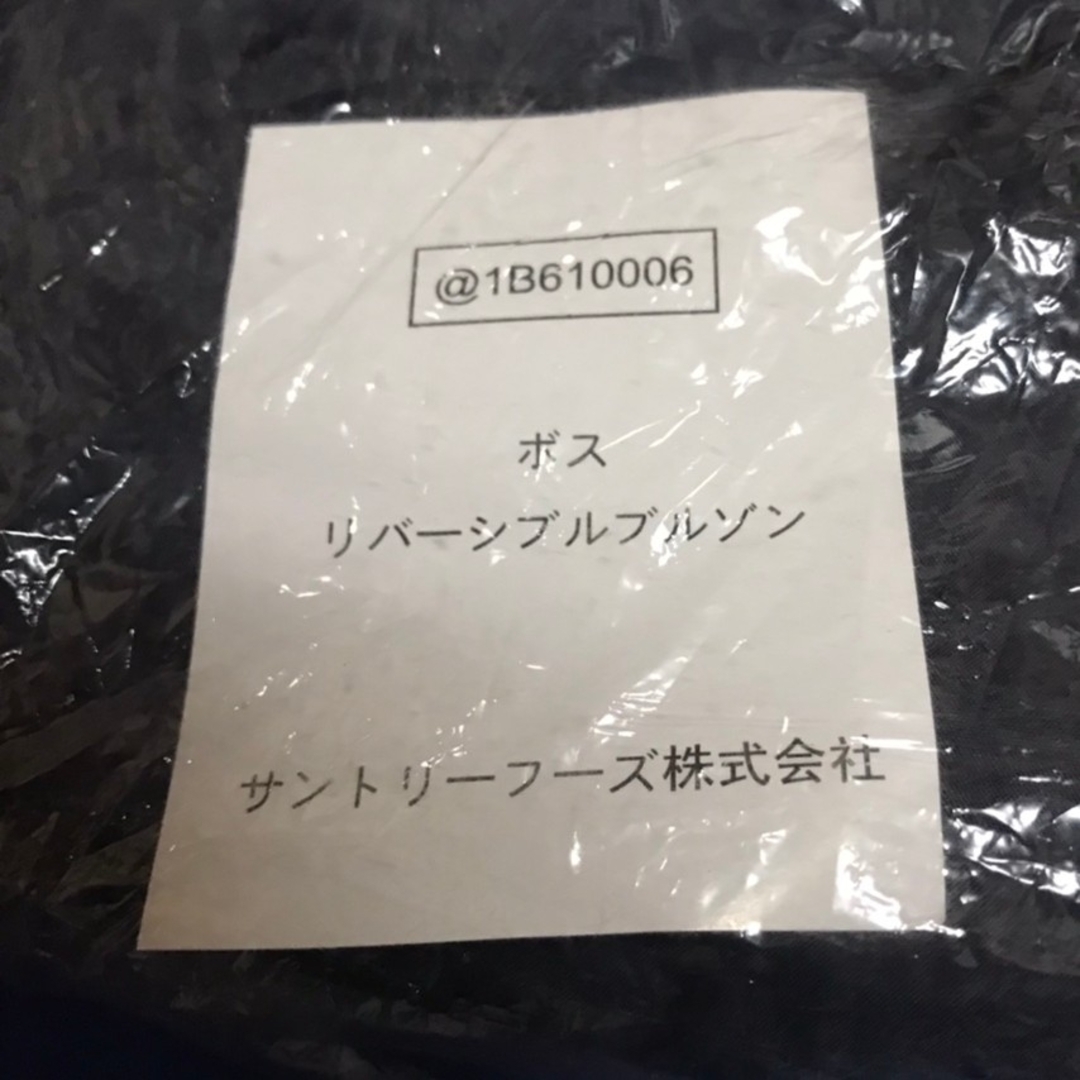 @1B610006
ボス
リバーシブルブルゾン
サントリーフーズ株式会社